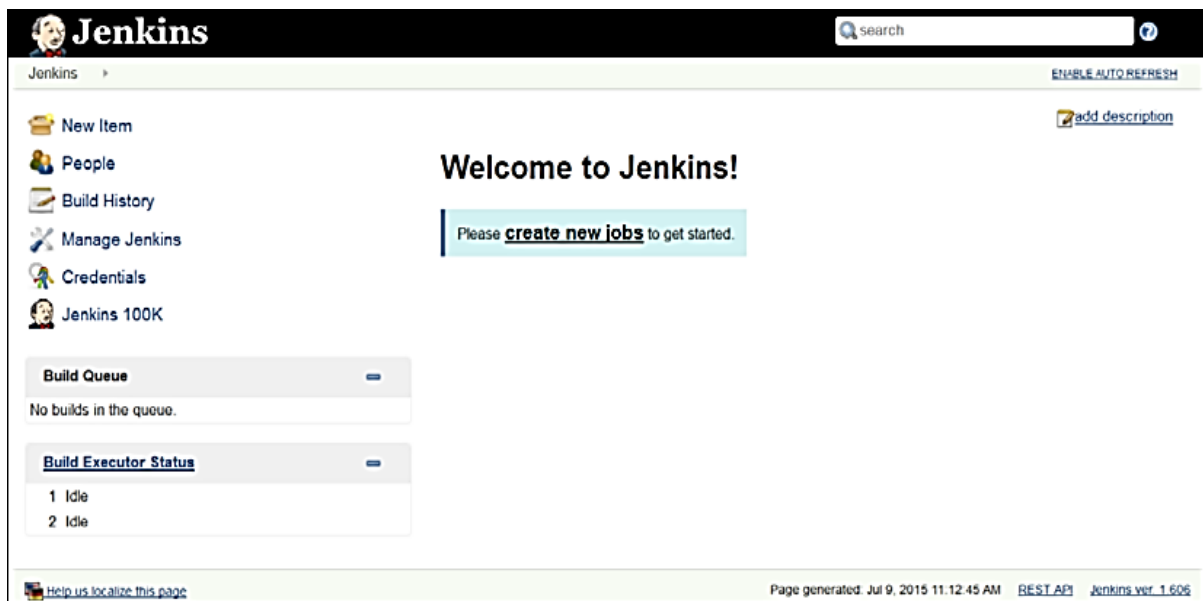 Jenkins
search
Jenkins
ENABLE AUTO REFRESH
add description
New Item
People
Build History
Manage Jenkins
Credentials
Jenkins 100K
Welcome to Jenkins!
Please create new jobs to get started.
Build Queue
No builds in the queue.
Build Executor Status
1 Idle
2 Idle
Help us localize this page
Page generated: Jul 9, 2015 11:12:45 AM REST API Jenkins ver. 1.606